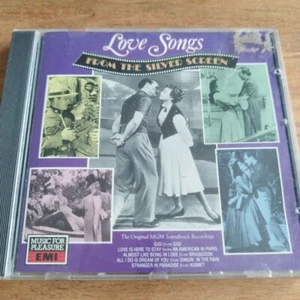 Love Songs
FROM THE SILVER SCREEN
The Original MGM Soundtrack Recordings
GIGI from GIGI
LOVE IS HERE TO STAY from AN AMERICAN IN PARIS
ALMOST LIKE BEING IN LOVE from BRIGADOON
ALL I DO IS DREAM OF YOU from SINGIN' IN THE RAIN
STRANGER IN PARADISE from KISMET
MUSIC FOR
PLEASURE
EMI